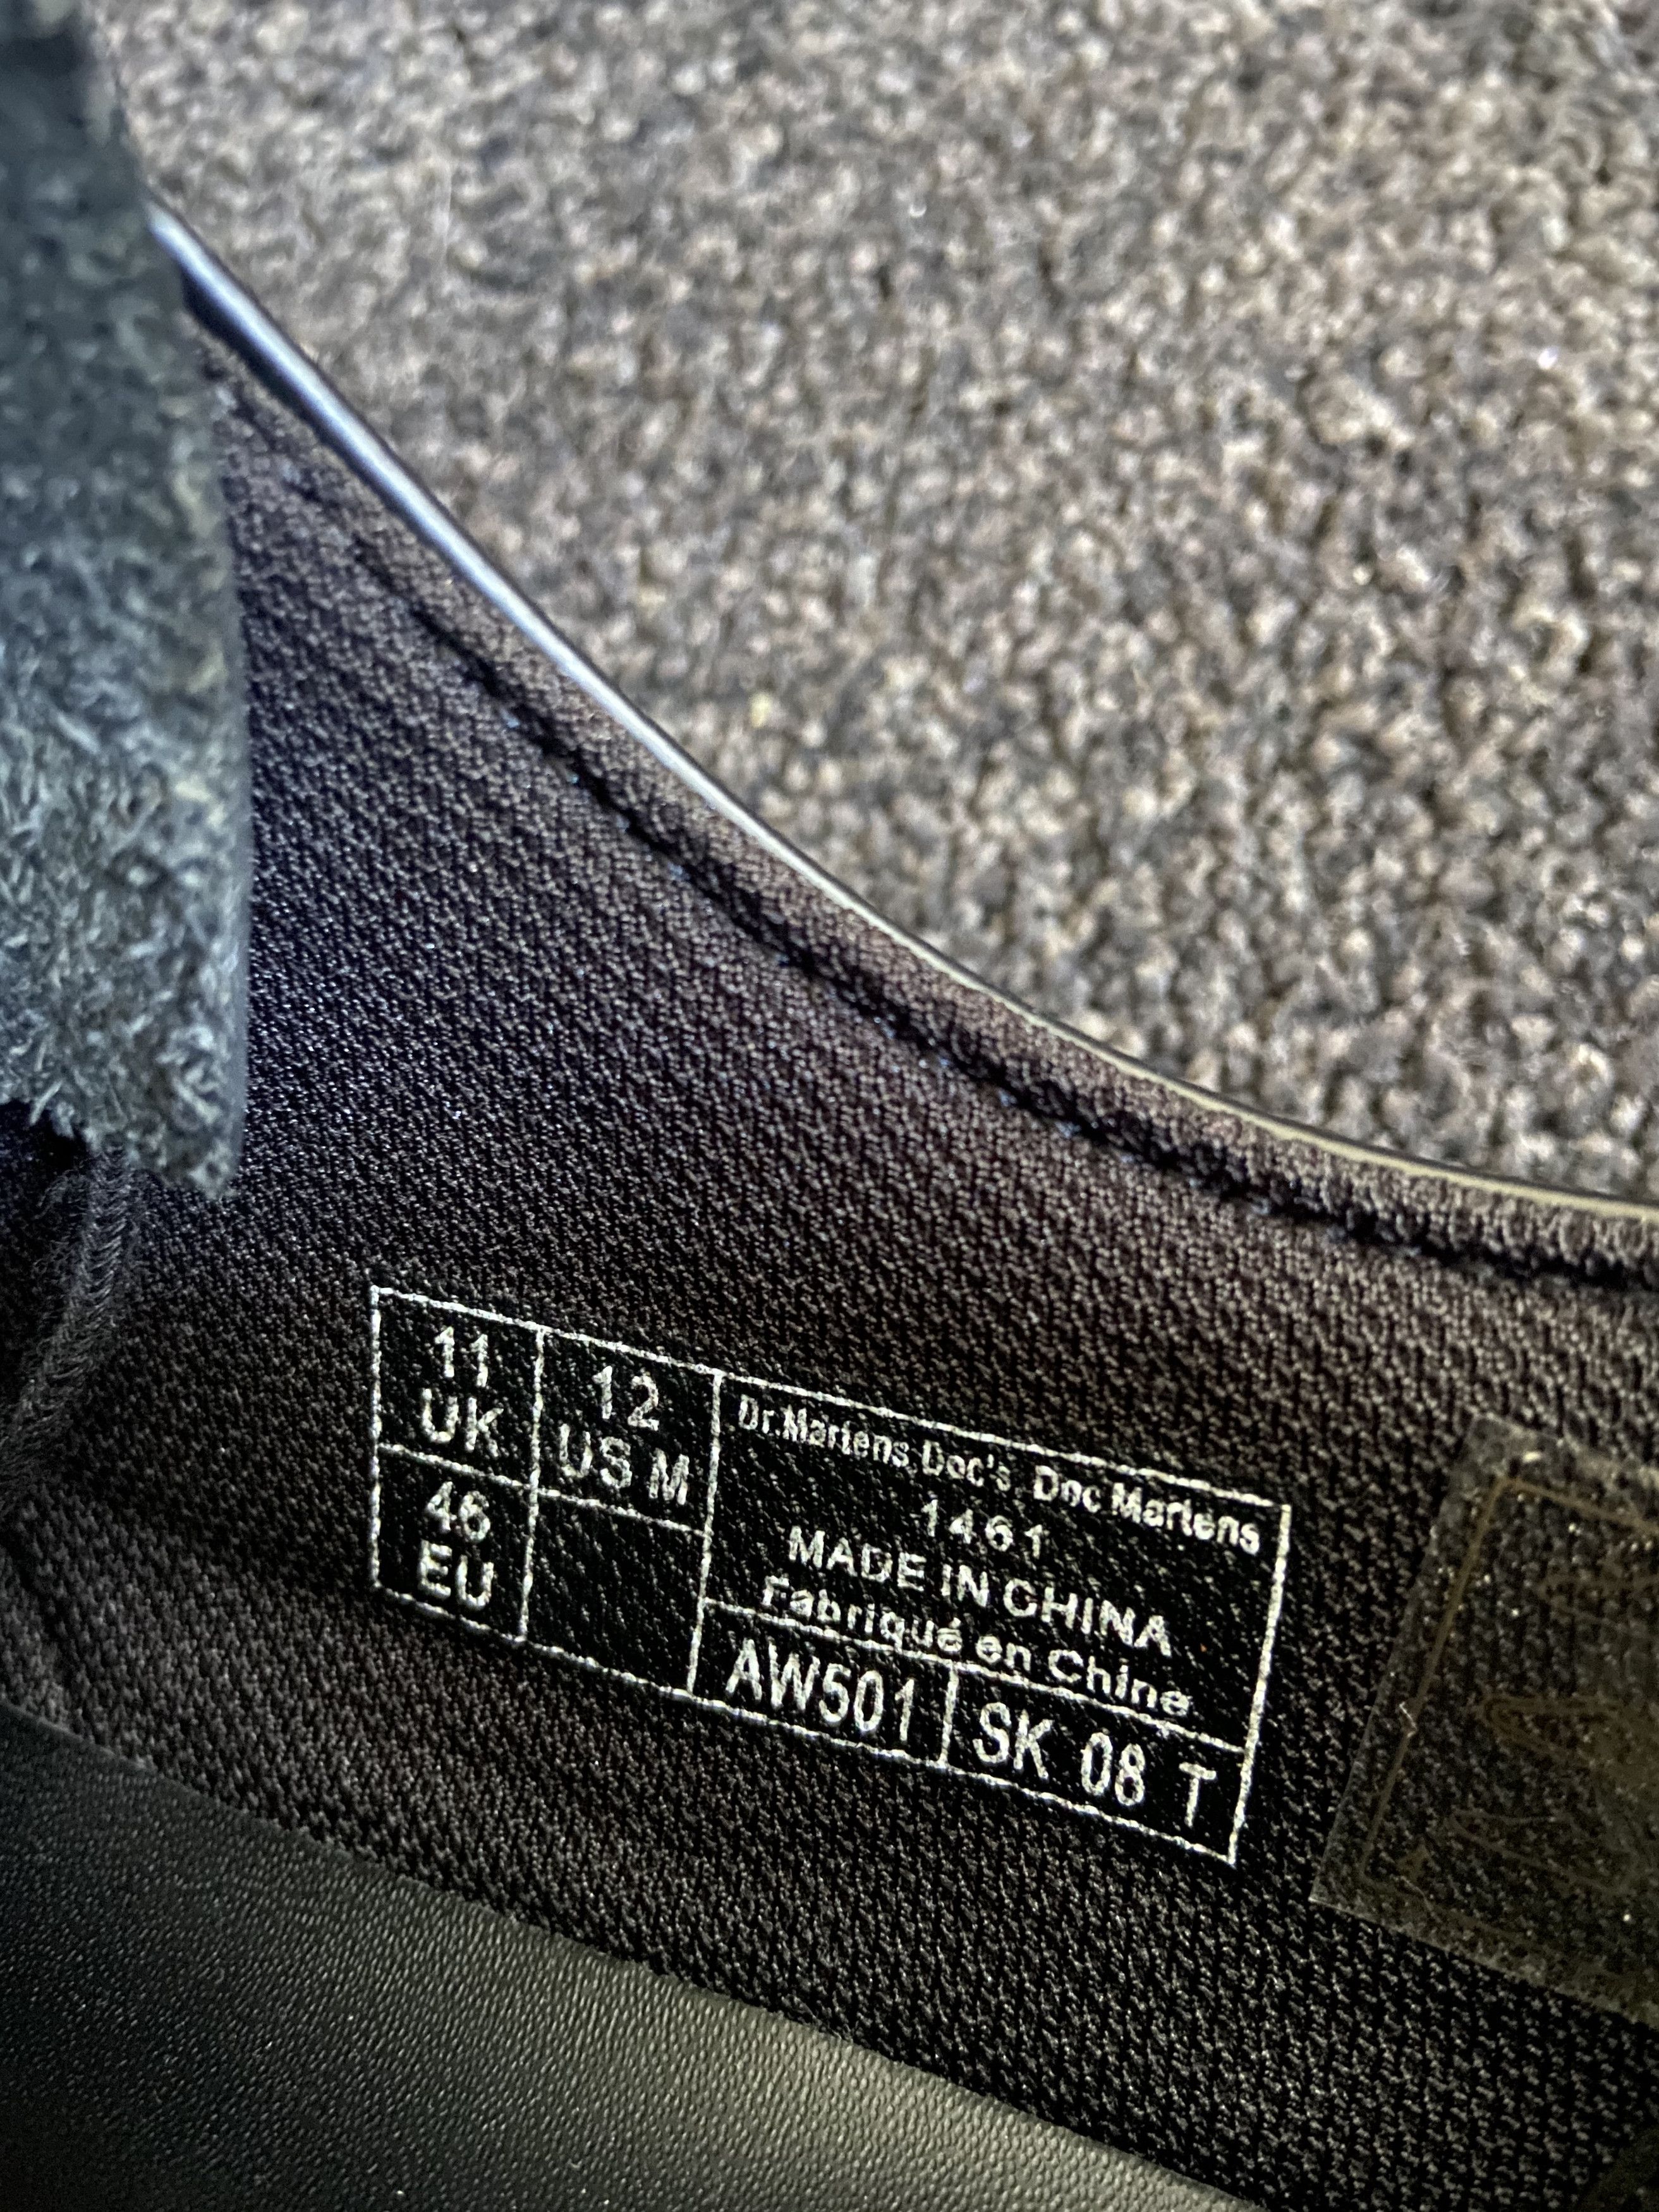 11
UK
12
US M
46
EU
Dr.Martens Doc's Doc Martens
1461
MADE IN CHINA
Fabriqué en Chine
AW501
SK 08 T